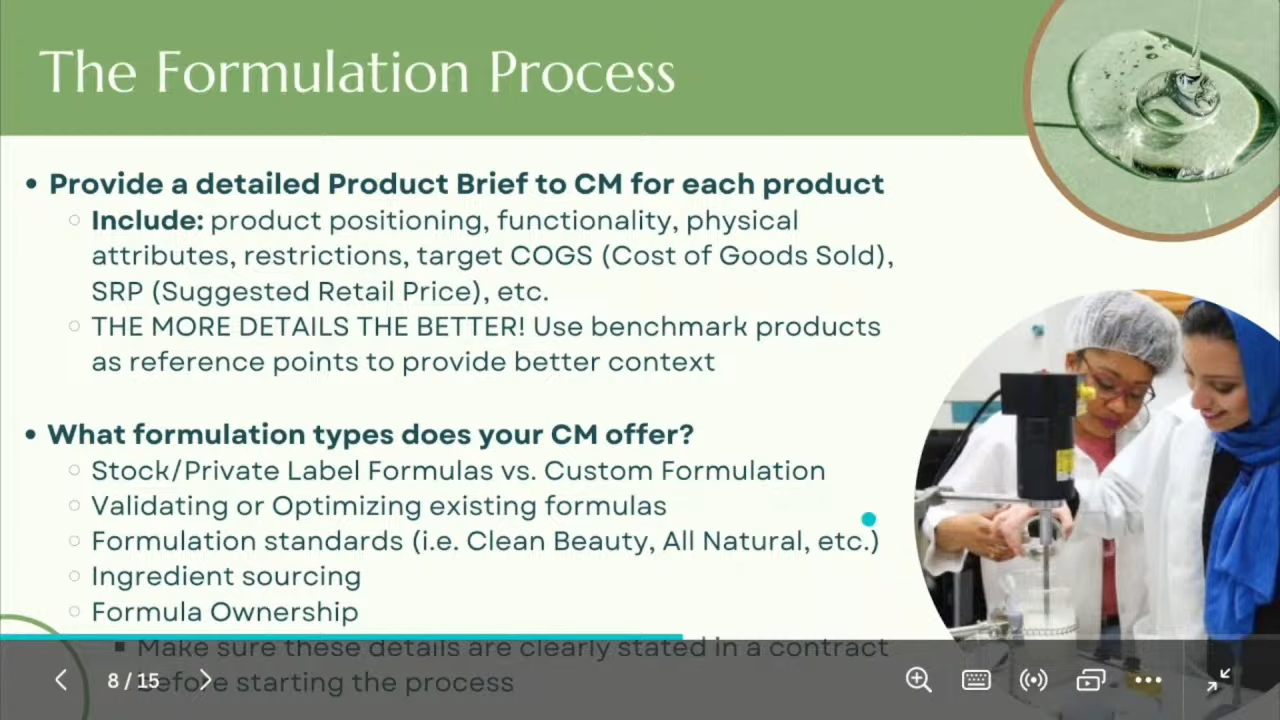 The Formulation Process
Provide a detailed Product Brief to CM for each product
Include: product positioning, functionality, physical
attributes, restrictions, target COGS (Cost of Goods Sold),
SRP (Suggested Retail Price), etc.
THE MORE DETAILS THE BETTER! Use benchmark products
as reference points to provide better context
What formulation types does your CM offer?
Stock/Private Label Formulas vs. Custom Formulation
Validating or Optimizing existing formulas
Formulation standards (i.e. Clean Beauty, All Natural, etc.)
Ingredient sourcing
Formula Ownership
Make sure these details are clearly stated in a contract
before starting the process
8 / 15